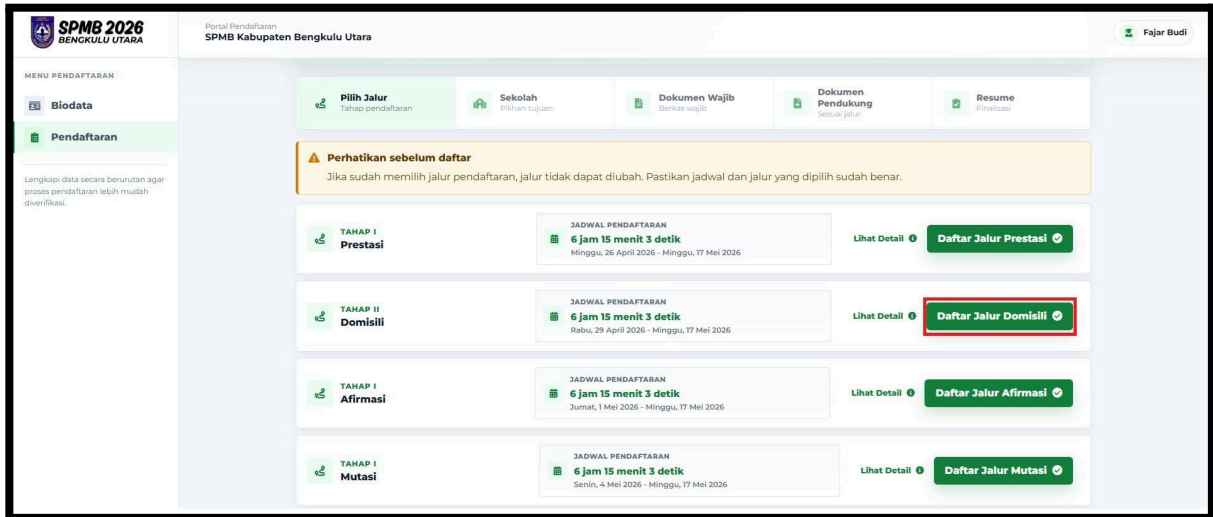 SPMB 2026
BENGKULU UTARA
Portal Pendaftaran
SPMB Kabupaten Bengkulu Utara
Fajar Budi
MENU PENDAFTARAN
Biodata
Pendaftaran
Lengkapi data secara berurutan agar
proses pendaftaran lebih mudah
diverifikasi.
Pilih Jalur
Tahap pendaftaran
Sekolah
Pilihan tujuan
Dokumen Wajib
Berkas wajib
Dokumen
Pendukung
Sesuai jalur
Resume
Finalisasi
Perhatikan sebelum daftar
Jika sudah memilih jalur pendaftaran, jalur tidak dapat diubah. Pastikan jadwal dan jalur yang dipilih sudah benar.
TAHAP I
Prestasi
JADWAL PENDAFTARAN
6 jam 15 menit 3 detik
Minggu, 26 April 2026 - Minggu, 17 Mei 2026
Lihat Detail
Daftar Jalur Prestasi
TAHAP II
Domisili
JADWAL PENDAFTARAN
6 jam 15 menit 3 detik
Rabu, 29 April 2026 - Minggu, 17 Mei 2026
Lihat Detail
Daftar Jalur Domisili
TAHAP I
Afirmasi
JADWAL PENDAFTARAN
6 jam 15 menit 3 detik
Jumat, 1 Mei 2026 - Minggu, 17 Mei 2026
Lihat Detail
Daftar Jalur Afirmasi
TAHAP I
Mutasi
JADWAL PENDAFTARAN
6 jam 15 menit 3 detik
Senin, 4 Mei 2026 - Minggu, 17 Mei 2026
Lihat Detail
Daftar Jalur Mutasi